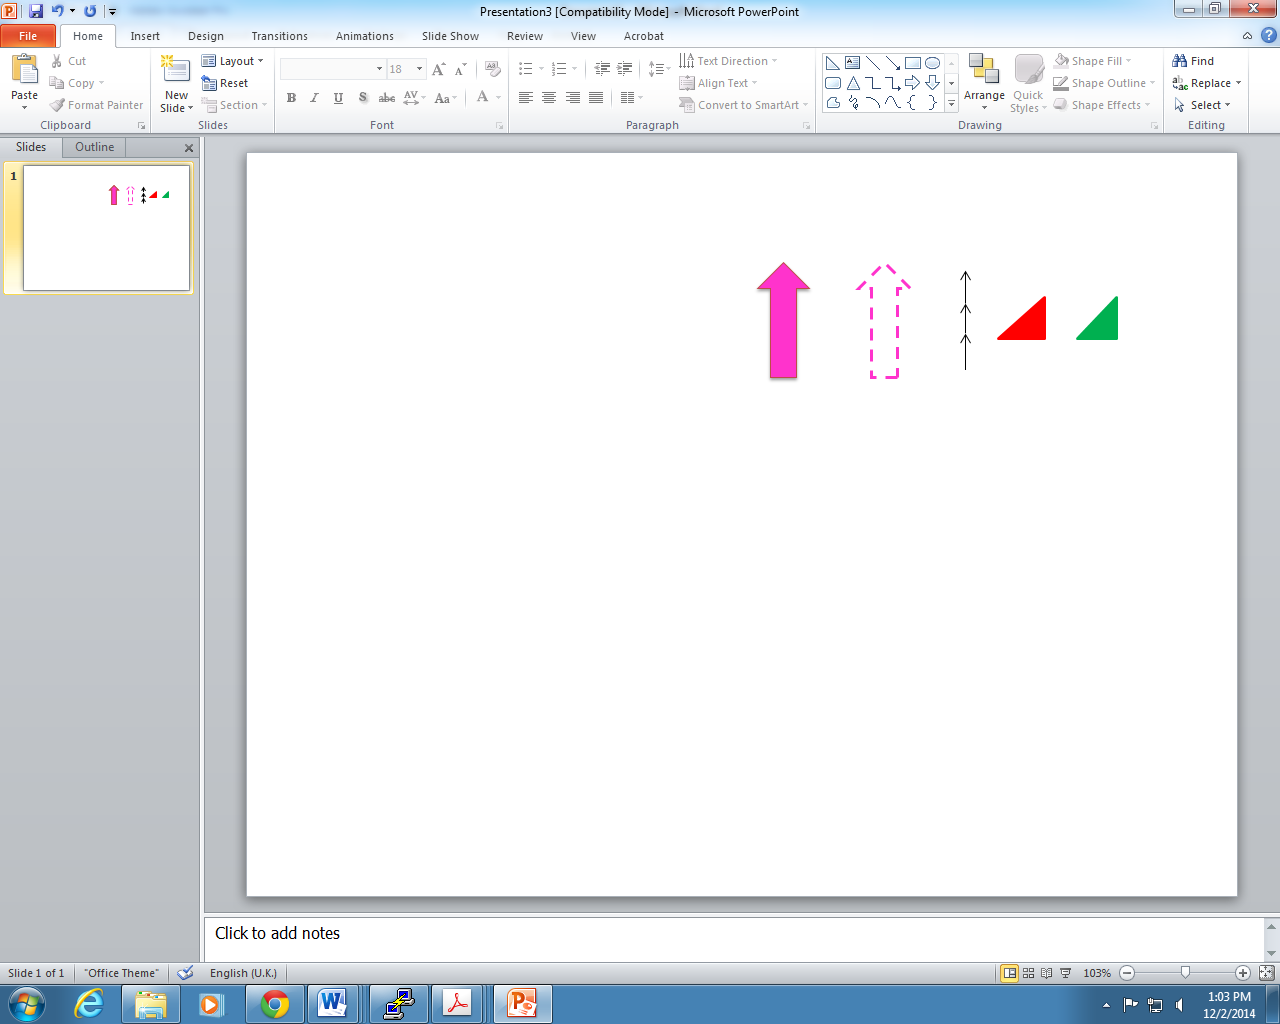 Presentation3 [Compatibility Mode] - Microsoft PowerPoint
File Home Insert Design Transitions Animations Slide Show Review View Acrobat
Paste
Cut
Copy
Format Painter
Clipboard
New
Slide
Layout
Reset
Section
Slides
18
B I U S abc AV Aa A
Font
Text Direction
Align Text
Convert to SmartArt
Paragraph
Arrange
Quick
Styles
Shape Fill
Shape Outline
Shape Effects
Drawing
Find
Replace
Select
Editing
Slides Outline
1
Click to add notes
Slide 1 of 1 "Office Theme" English (U.K.) 103%
1:03 PM
12/2/2014